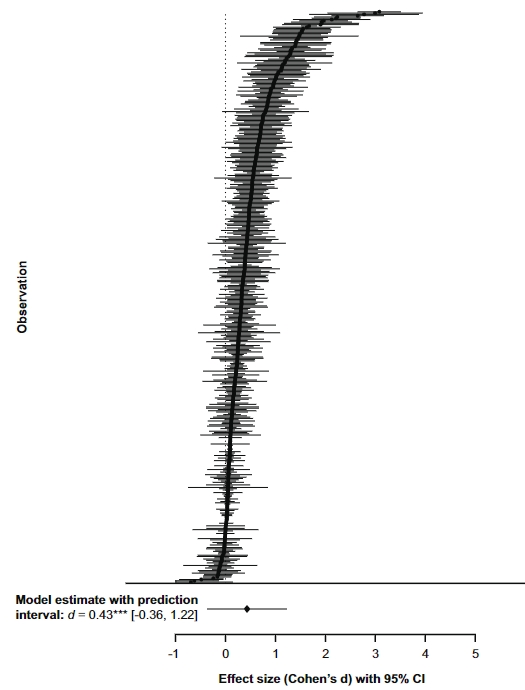 Observation
Model estimate with prediction
interval: d = 0.43*** [-0.36, 1.22]
-1 0 1 2 3 4 5
Effect size (Cohen's d) with 95% CI